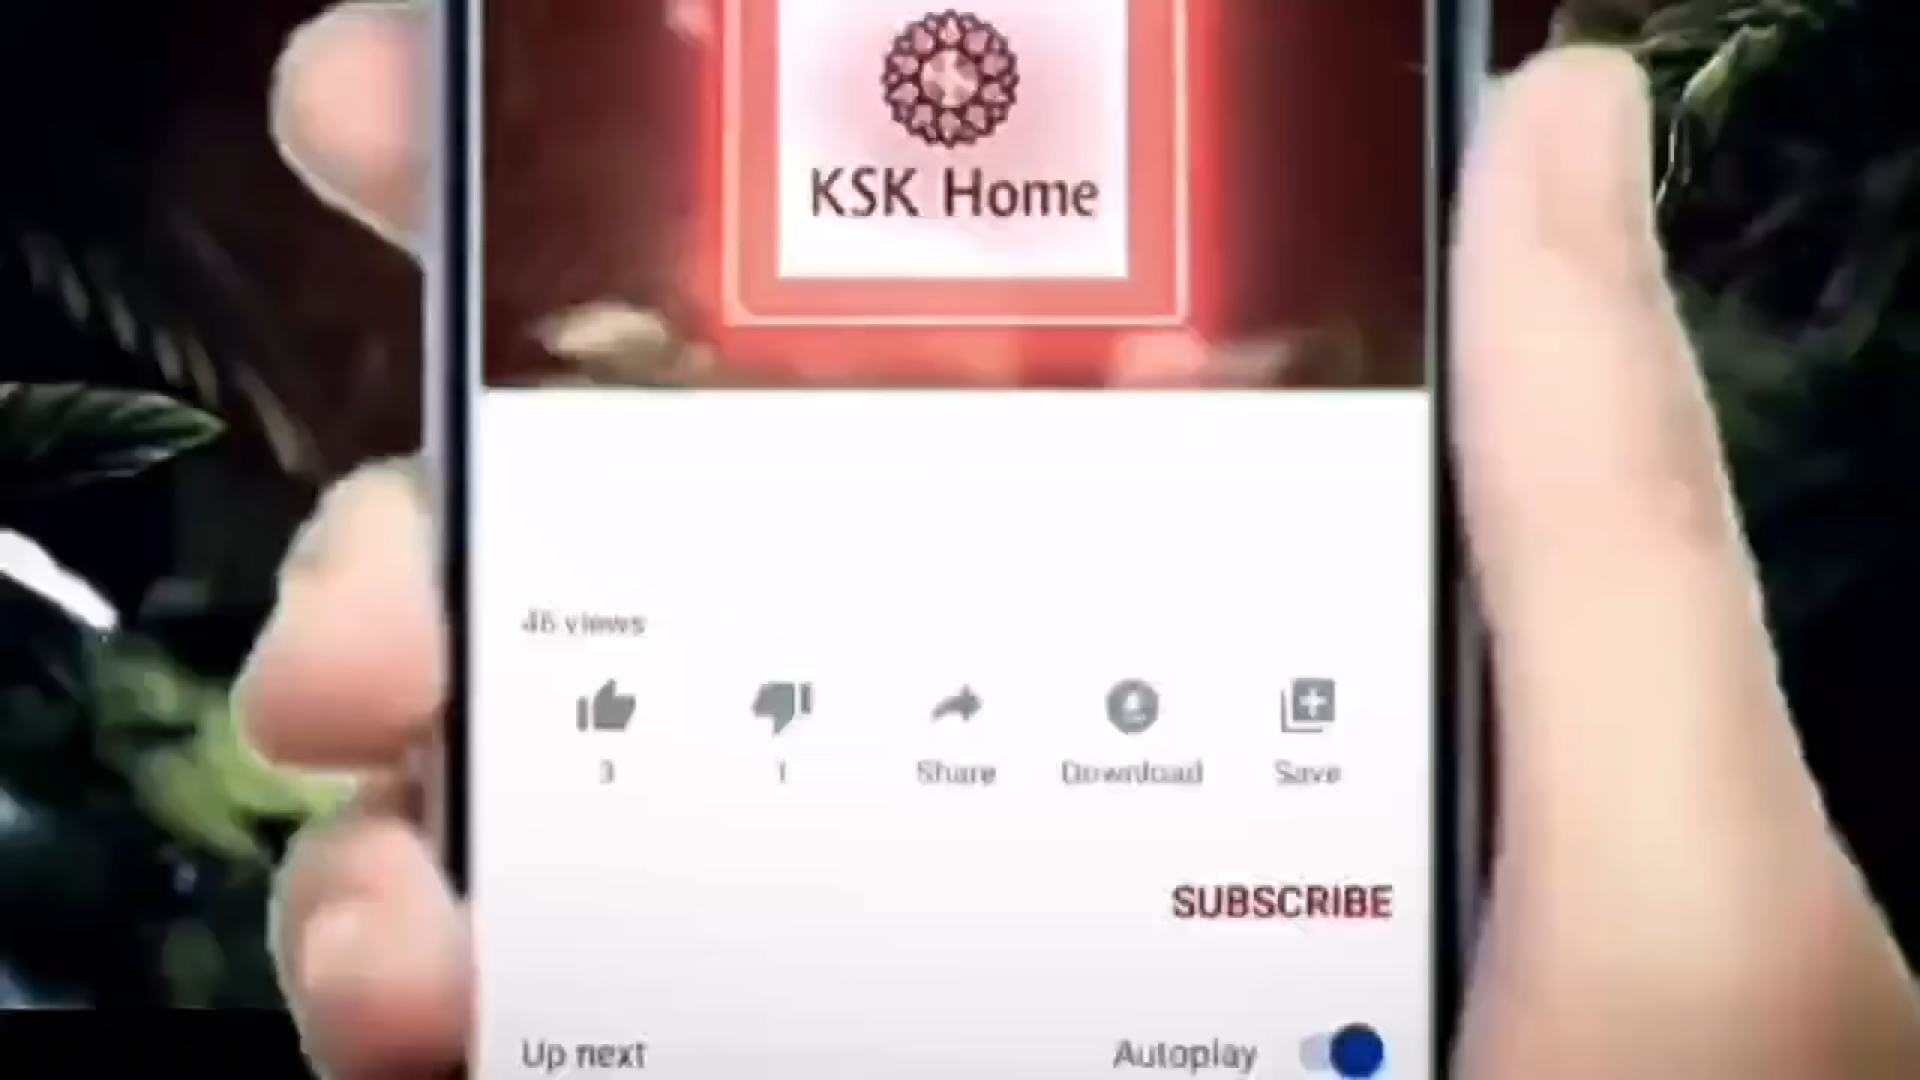 KSK Home
46 views
3
1
Share
Download
Save
SUBSCRIBE
Up next
Autoplay